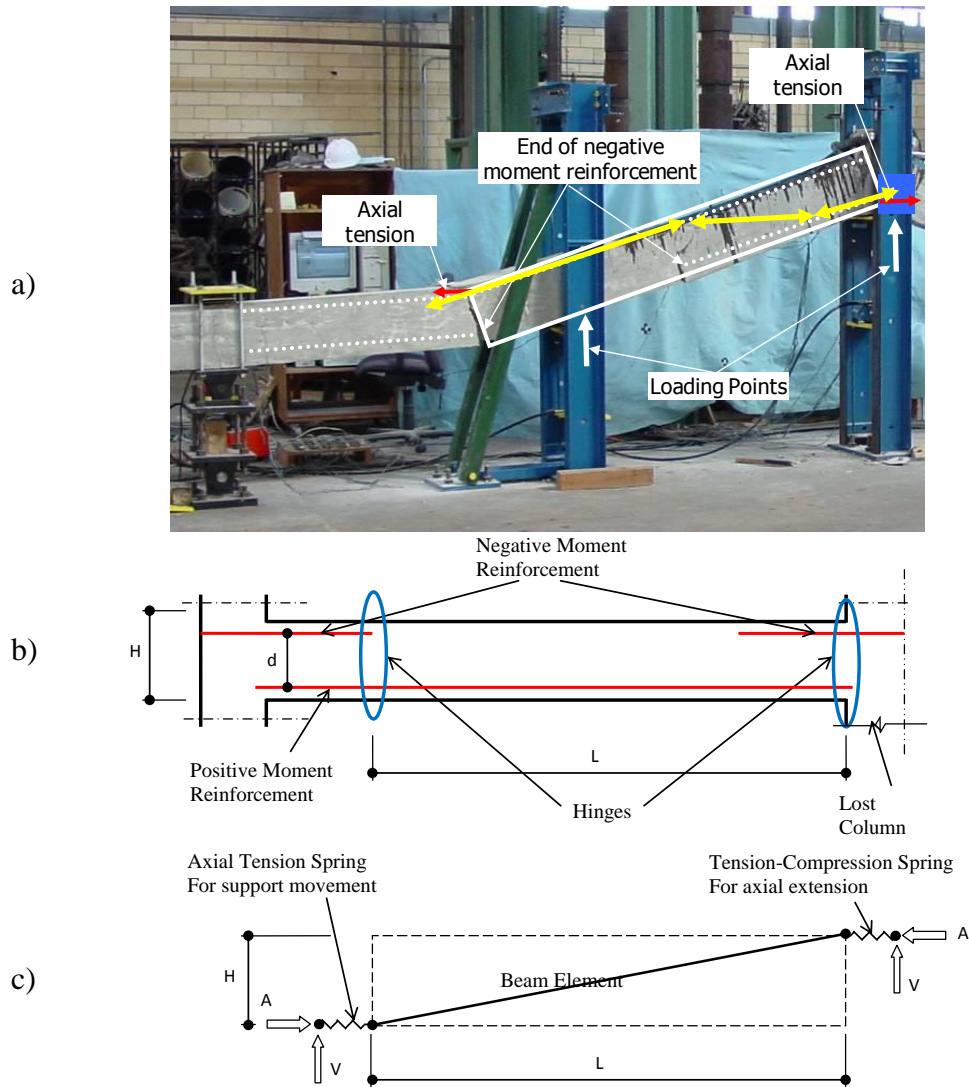 a)
Axial
tension
End of negative
moment reinforcement
Axial
tension
Loading Points
b)
Negative Moment
Reinforcement
H
d
L
Positive Moment
Reinforcement
Hinges
Lost
Column
c)
Axial Tension Spring
For support movement
Tension-Compression Spring
For axial extension
A
H
Beam Element
A
V
V
L